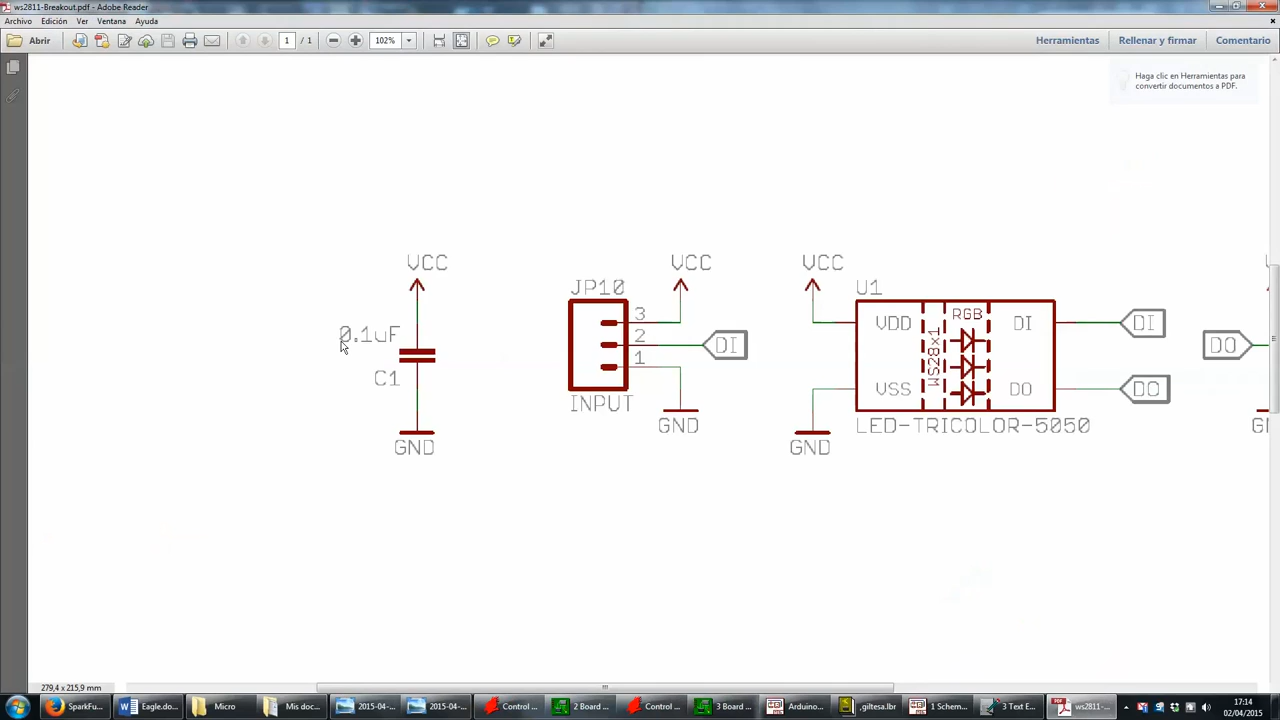 ws2811-Breakout.pdf - Adobe Reader
Archivo Edición Ver Ventana Ayuda
Abrir 1 / 1 102% Herramientas Rellenar y firmar Comentario
Haga clic en Herramientas para
convertir documentos a PDF.
VCC VCC VCC
JP10 U1
3 RGB
0.1uF 2 DI VDD WS28x1 DI DI DO
C1 1 VSS DO DO
INPUT
GND GND GND LED-TRICOLOR-5050
279,4 x 215,9 mm
SparkFu... Eagle.do... Micro Mis doc... 2015-04-... 2015-04-... Control ... 2 Board ... Control ... 3 Board ... Arduino... .giltesa.lbr 1 Schem... 3 Text E... ws2811-...
17:14
02/04/2015